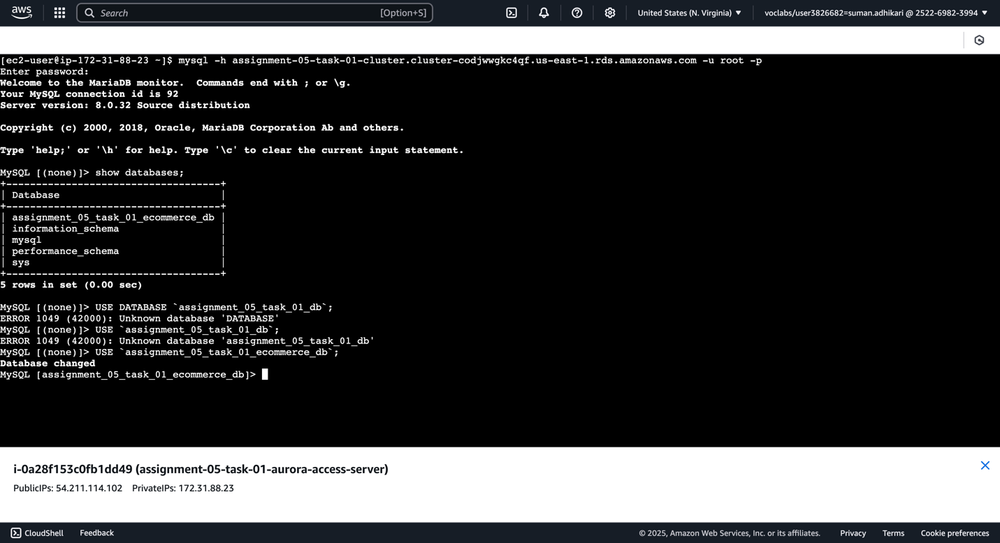 aws
Search [Option+S] United States (N. Virginia) ▼ voclabs/user3826682=suman.adhikari @ 2522-6982-3994 ▼
[ec2-user@ip-172-31-88-23 ~]$ mysql -h assignment-05-task-01-cluster.cluster-codjwwgkc4qf.us-east-1.rds.amazonaws.com -u root -p
Enter password:
Welcome to the MariaDB monitor.  Commands end with ; or \g.
Your MySQL connection id is 92
Server version: 8.0.32 Source distribution

Copyright (c) 2000, 2018, Oracle, MariaDB Corporation Ab and others.

Type 'help;' or '\h' for help. Type '\c' to clear the current input statement.

MySQL [(none)]> show databases;
+------------------------------------+
| Database                           |
+------------------------------------+
| assignment_05_task_01_ecommerce_db |
| information_schema                 |
| mysql                              |
| performance_schema                 |
| sys                                |
+------------------------------------+
5 rows in set (0.00 sec)

MySQL [(none)]> USE DATABASE `assignment_05_task_01_db`;
ERROR 1049 (42000): Unknown database 'DATABASE'
MySQL [(none)]> USE `assignment_05_task_01_db`;
ERROR 1049 (42000): Unknown database 'assignment_05_task_01_db'
MySQL [(none)]> USE `assignment_05_task_01_ecommerce_db`;
Database changed
MySQL [assignment_05_task_01_ecommerce_db]>
i-0a28f153c0fb1dd49 (assignment-05-task-01-aurora-access-server)
PublicIPs: 54.211.114.102 PrivateIPs: 172.31.88.23
CloudShell Feedback © 2025, Amazon Web Services, Inc. or its affiliates. Privacy Terms Cookie preferences